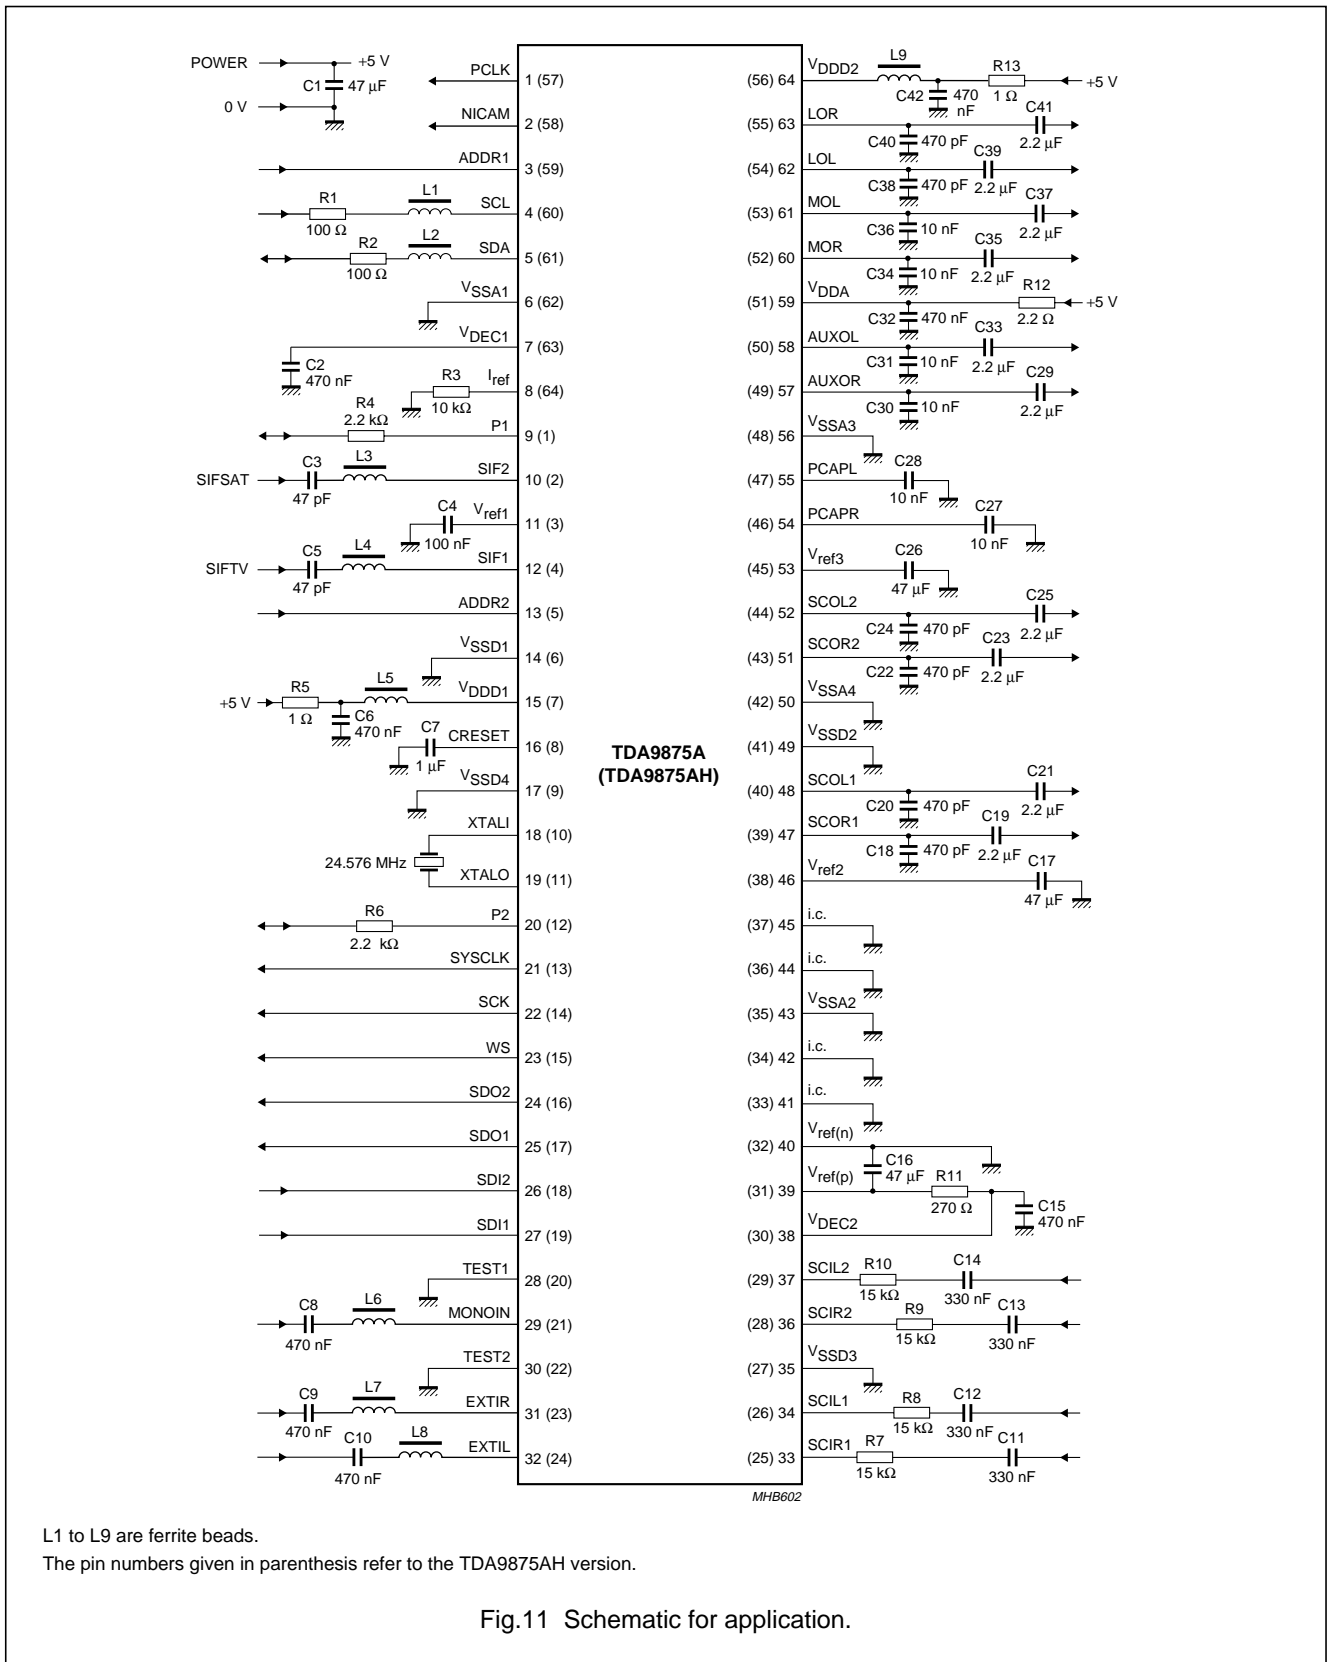 POWER
+5 V
C1
47 µF
0 V
PCLK
1 (57)
NICAM
2 (58)
ADDR1
3 (59)
R1
100 Ω
L1
SCL
4 (60)
R2
100 Ω
L2
SDA
5 (61)
VSSA1
6 (62)
VDEC1
7 (63)
C2
470 nF
R3
10 kΩ
Iref
8 (64)
R4
2.2 kΩ
P1
9 (1)
SIFSAT
C3
47 pF
L3
SIF2
10 (2)
C4
100 nF
Vref1
11 (3)
SIFTV
C5
47 pF
L4
SIF1
12 (4)
ADDR2
13 (5)
VSSD1
14 (6)
+5 V
R5
1 Ω
L5
C6
470 nF
VDDD1
15 (7)
C7
1 µF
CRESET
16 (8)
VSSD4
17 (9)
XTALI
18 (10)
24.576 MHz
XTALO
19 (11)
R6
2.2 kΩ
P2
20 (12)
SYSCLK
21 (13)
SCK
22 (14)
WS
23 (15)
SDO2
24 (16)
SDO1
25 (17)
SDI2
26 (18)
SDI1
27 (19)
TEST1
28 (20)
C8
470 nF
L6
MONOIN
29 (21)
TEST2
30 (22)
C9
470 nF
L7
EXTIR
31 (23)
C10
470 nF
L8
EXTIL
32 (24)
TDA9875A
(TDA9875AH)
(56) 64
VDDD2
L9
C42
470
nF
R13
1 Ω
+5 V
(55) 63
LOR
C40
470 pF
C41
2.2 µF
(54) 62
LOL
C38
470 pF
C39
2.2 µF
(53) 61
MOL
C36
10 nF
C37
2.2 µF
(52) 60
MOR
C34
10 nF
C35
2.2 µF
(51) 59
VDDA
C32
470 nF
R12
2.2 Ω
+5 V
(50) 58
AUXOL
C31
10 nF
C33
2.2 µF
(49) 57
AUXOR
C30
10 nF
C29
2.2 µF
(48) 56
VSSA3
(47) 55
PCAPL
C28
10 nF
(46) 54
PCAPR
C27
10 nF
(45) 53
Vref3
C26
47 µF
(44) 52
SCOL2
C24
470 pF
C25
2.2 µF
(43) 51
SCOR2
C22
470 pF
C23
2.2 µF
(42) 50
VSSA4
(41) 49
VSSD2
(40) 48
SCOL1
C20
470 pF
C21
2.2 µF
(39) 47
SCOR1
C18
470 pF
C19
2.2 µF
(38) 46
Vref2
C17
47 µF
(37) 45
i.c.
(36) 44
i.c.
(35) 43
VSSA2
(34) 42
i.c.
(33) 41
i.c.
(32) 40
Vref(n)
C16
47 µF
(31) 39
Vref(p)
R11
270 Ω
C15
470 nF
(30) 38
VDEC2
(29) 37
SCIL2
R10
15 kΩ
C14
330 nF
(28) 36
SCIR2
R9
15 kΩ
C13
330 nF
(27) 35
VSSD3
(26) 34
SCIL1
R8
15 kΩ
C12
330 nF
(25) 33
SCIR1
R7
15 kΩ
C11
330 nF
MHB602
L1 to L9 are ferrite beads.
The pin numbers given in parenthesis refer to the TDA9875AH version.
Fig.11 Schematic for application.